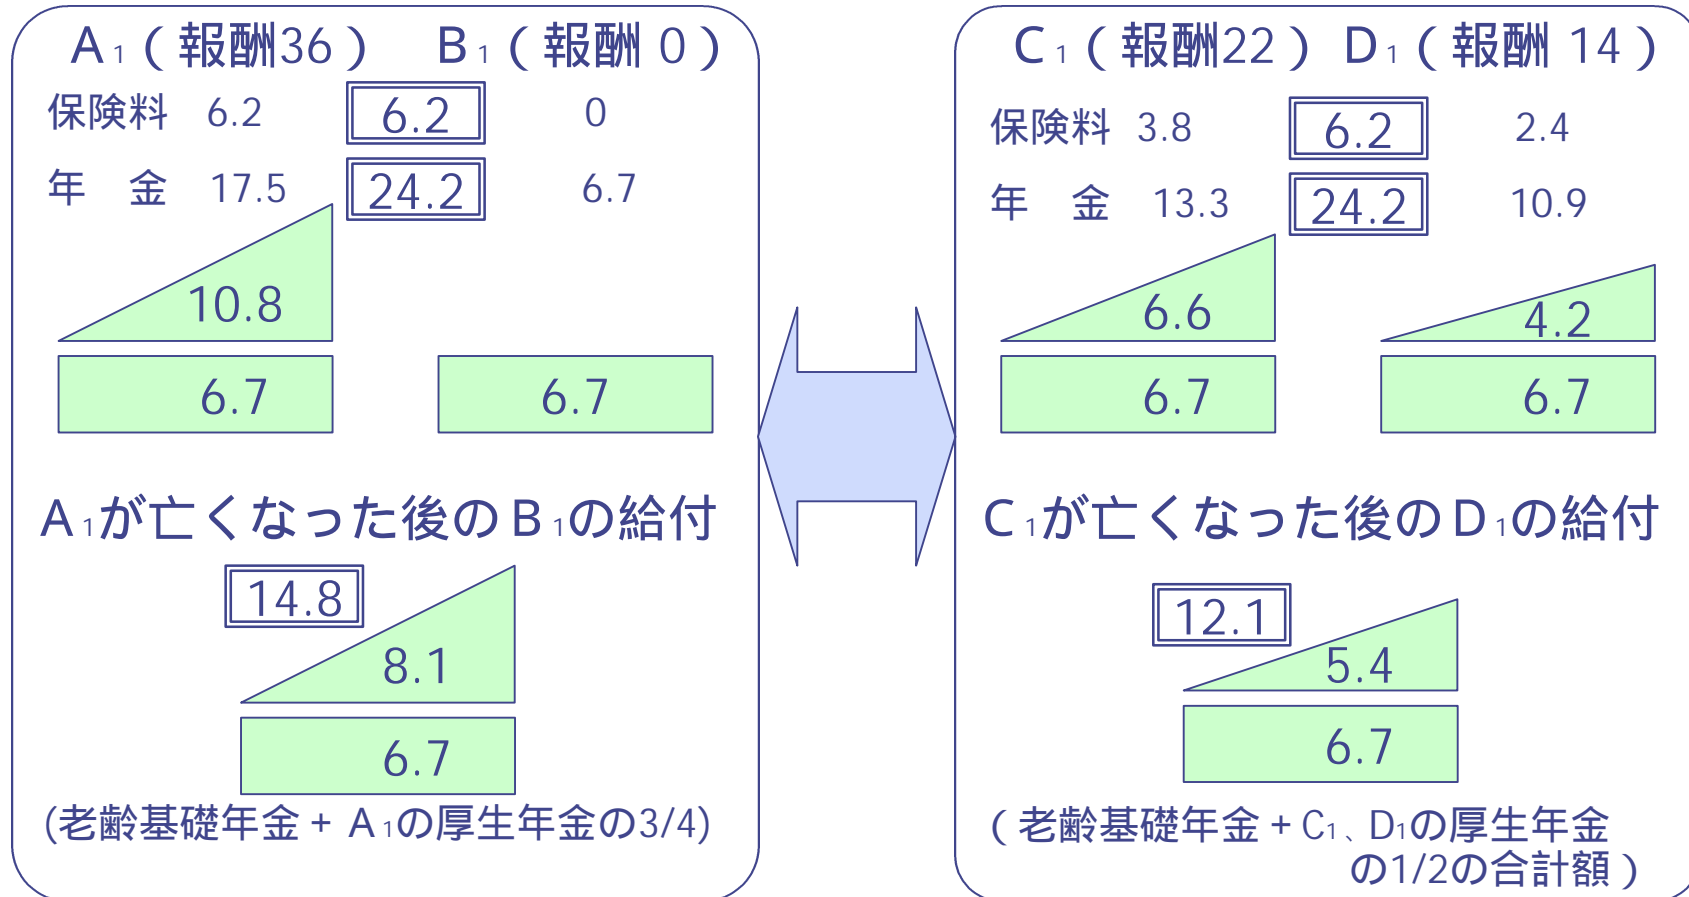 A₁（報酬36） B₁（報酬 0）
保険料 6.2 6.2 0
年 金 17.5 24.2 6.7
10.8
6.7 6.7
A₁が亡くなった後のB₁の給付
14.8
8.1
6.7
(老齢基礎年金 + A₁の厚生年金の3/4)
C₁（報酬22） D₁（報酬 14）
保険料 3.8 6.2 2.4
年 金 13.3 24.2 10.9
6.6 4.2
6.7 6.7
C₁が亡くなった後のD₁の給付
12.1
5.4
6.7
（老齢基礎年金 + C₁、D₁の厚生年金
の1/2の合計額）